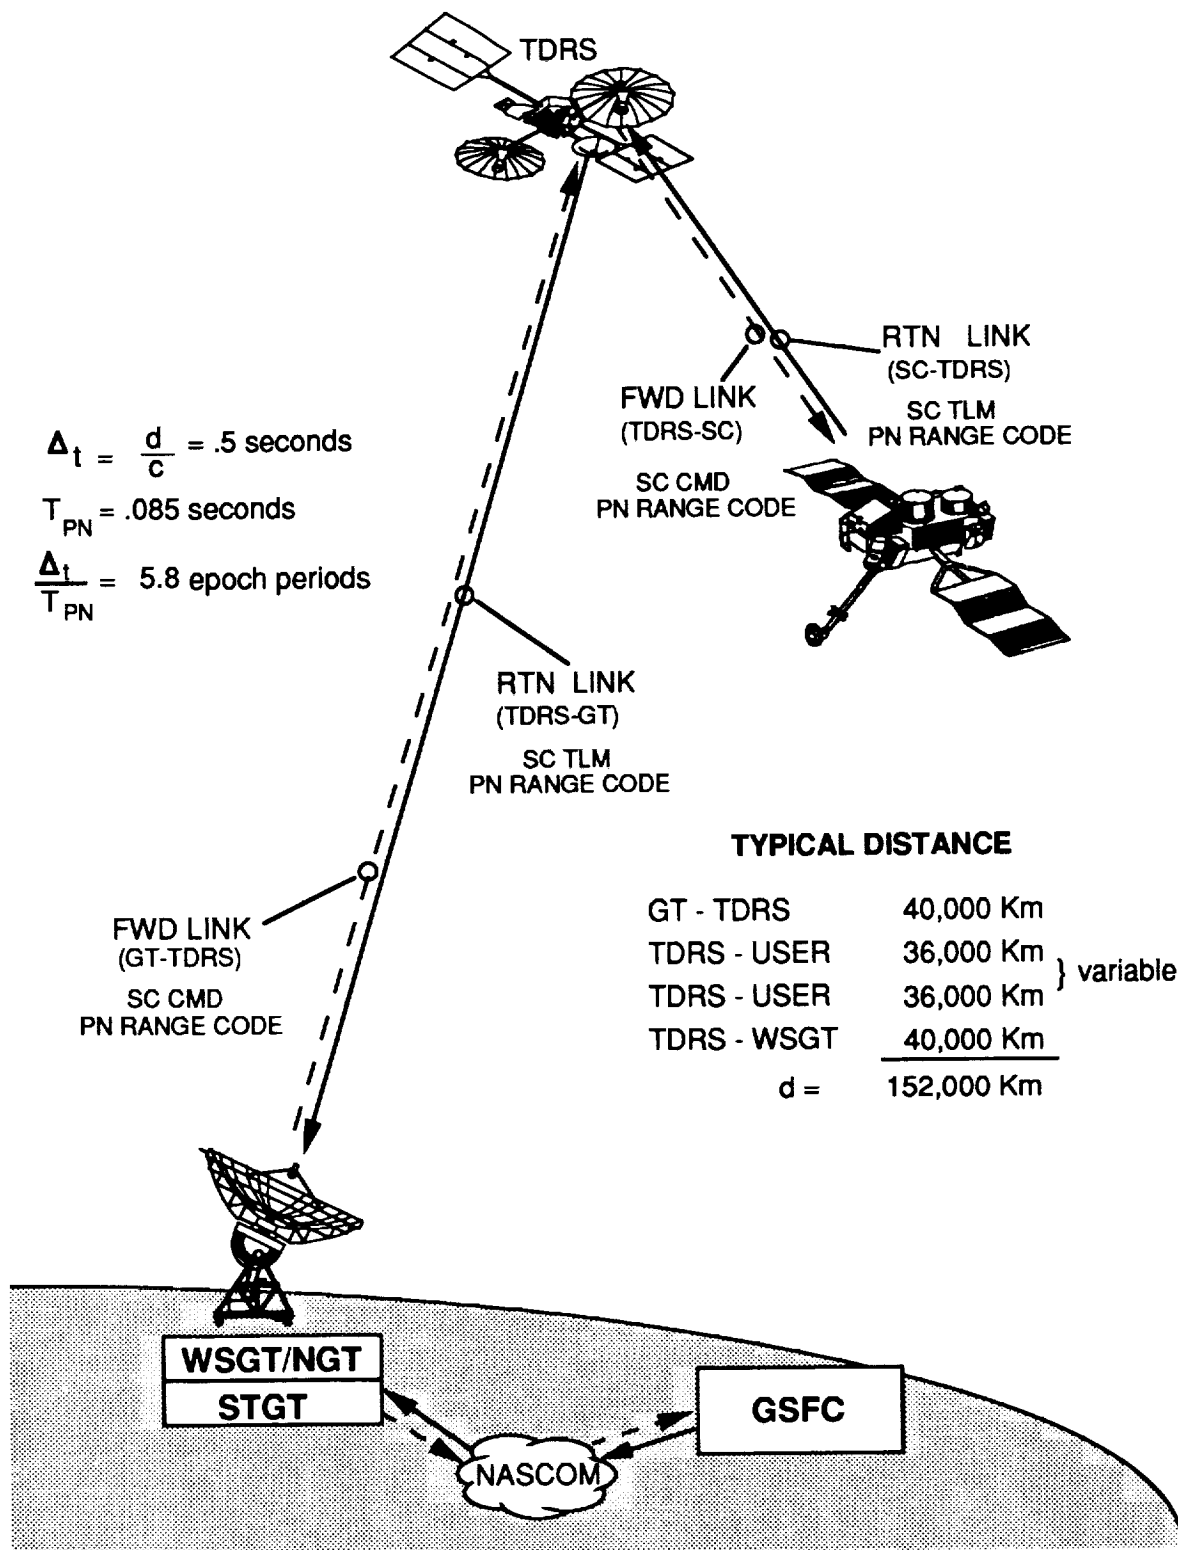 TDRS
RTN LINK
(SC-TDRS)
SC TLM
PN RANGE CODE
FWD LINK
(TDRS-SC)
SC CMD
PN RANGE CODE
Δt = d/c = .5 seconds
TPN = .085 seconds
Δt/TPN = 5.8 epoch periods
RTN LINK
(TDRS-GT)
SC TLM
PN RANGE CODE
FWD LINK
(GT-TDRS)
SC CMD
PN RANGE CODE
TYPICAL DISTANCE
GT - TDRS 40,000 Km
TDRS - USER 36,000 Km
TDRS - USER 36,000 Km
} variable
TDRS - WSGT 40,000 Km
d = 152,000 Km
WSGT/NGT
STGT
GSFC
NASCOM